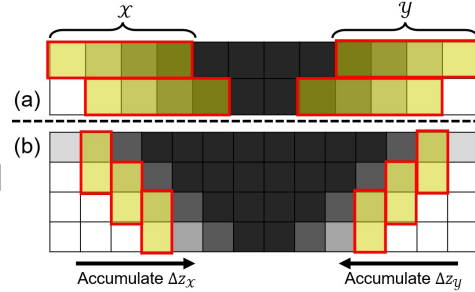 𝒳 𝒴
(a)
(b)
Accumulate Δz𝓍 Accumulate Δz𝓎